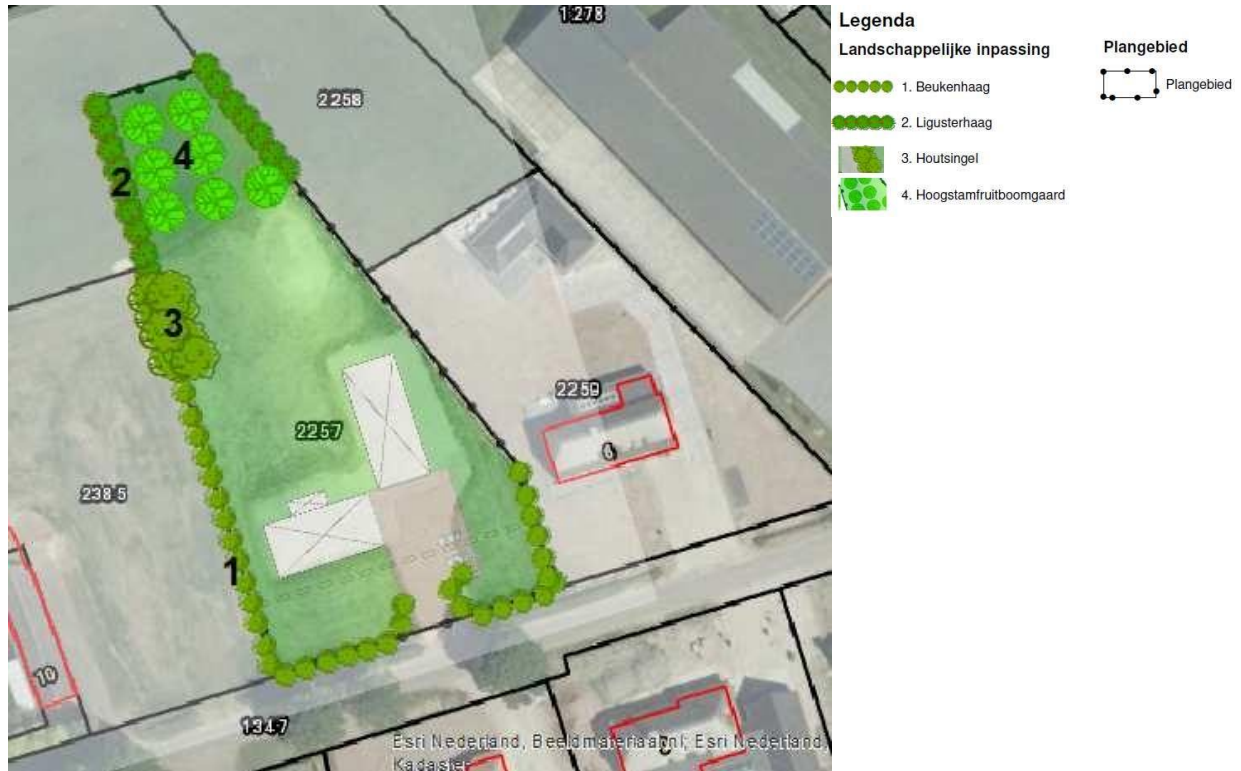 1278
Legenda
Landschappelijke inpassing
Plangebied
1. Beukenhaag
Plangebied
2. Ligusterhaag
3. Houtsingel
4. Hoogstamfruitboomgaard
2258
4
2
3
2259
2257
6
2385
1
10
1347
Esri Nederland, Beeldmateriaal.nl, Esri Nederland,
Kadaster